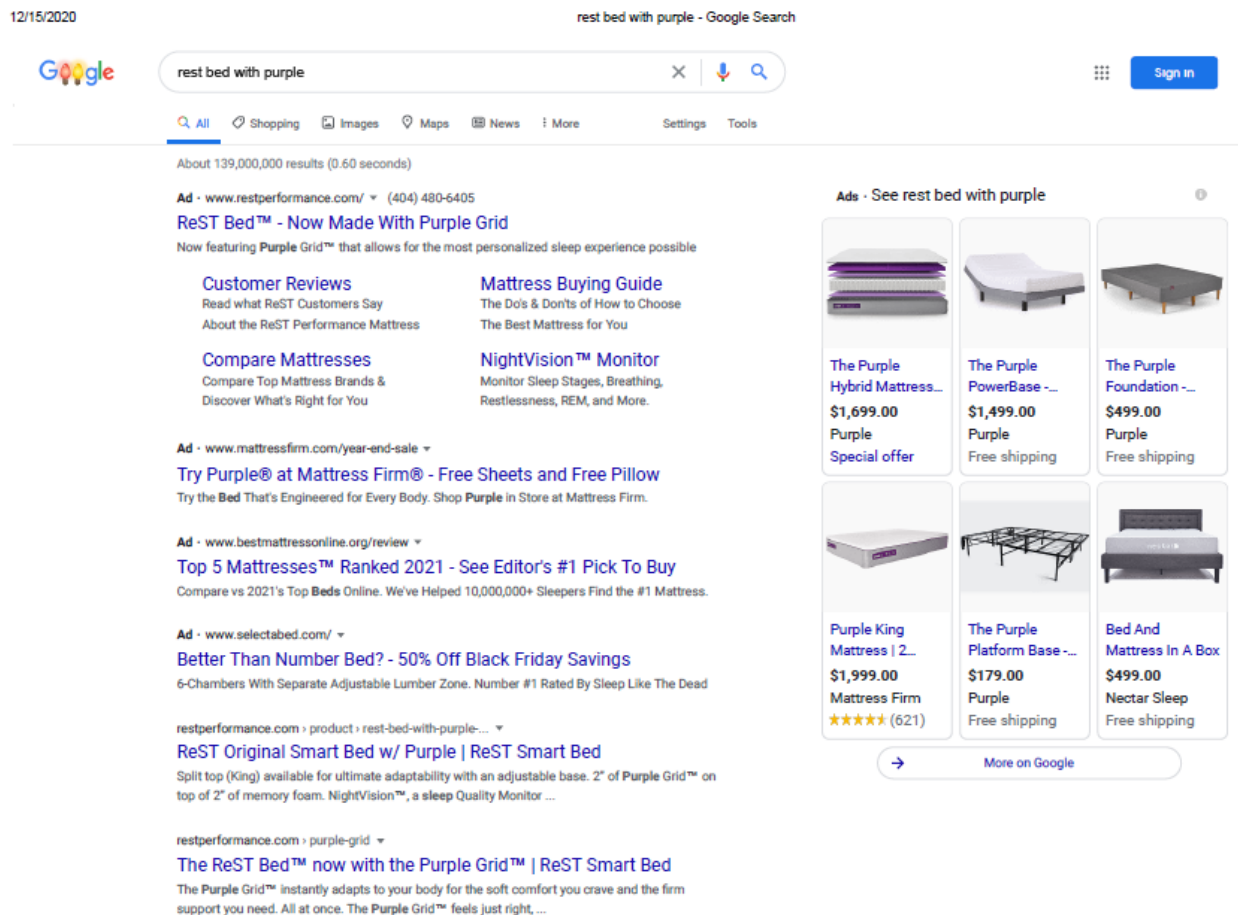 12/15/2020
rest bed with purple - Google Search
Google
rest bed with purple
Sign in
All Shopping Images Maps News More Settings Tools
About 139,000,000 results (0.60 seconds)
Ad · www.restperformance.com/ (404) 480-6405
ReST Bed™ - Now Made With Purple Grid
Now featuring Purple Grid™ that allows for the most personalized sleep experience possible
Customer Reviews
Read what ReST Customers Say
About the ReST Performance Mattress
Mattress Buying Guide
The Do's & Don'ts of How to Choose
The Best Mattress for You
Compare Mattresses
Compare Top Mattress Brands &
Discover What's Right for You
NightVision™ Monitor
Monitor Sleep Stages, Breathing,
Restlessness, REM, and More.
Ad · www.mattressfirm.com/year-end-sale
Try Purple® at Mattress Firm® - Free Sheets and Free Pillow
Try the Bed That's Engineered for Every Body. Shop Purple in Store at Mattress Firm.
Ad · www.bestmattressonline.org/review
Top 5 Mattresses™ Ranked 2021 - See Editor's #1 Pick To Buy
Compare vs 2021's Top Beds Online. We've Helped 10,000,000+ Sleepers Find the #1 Mattress.
Ad · www.selectabed.com/
Better Than Number Bed? - 50% Off Black Friday Savings
6-Chambers With Separate Adjustable Lumber Zone. Number #1 Rated By Sleep Like The Dead
restperformance.com › product › rest-bed-with-purple-...
ReST Original Smart Bed w/ Purple | ReST Smart Bed
Split top (King) available for ultimate adaptability with an adjustable base. 2" of Purple Grid™ on
top of 2" of memory foam. NightVision™, a sleep Quality Monitor ...
restperformance.com › purple-grid
The ReST Bed™ now with the Purple Grid™ | ReST Smart Bed
The Purple Grid™ instantly adapts to your body for the soft comfort you crave and the firm
support you need. All at once. The Purple Grid™ feels just right, ...
Ads · See rest bed with purple
The Purple
Hybrid Mattress...
$1,699.00
Purple
Special offer
The Purple
PowerBase -...
$1,499.00
Purple
Free shipping
The Purple
Foundation -...
$499.00
Purple
Free shipping
Purple King
Mattress | 2...
$1,999.00
Mattress Firm
(621)
The Purple
Platform Base -...
$179.00
Purple
Free shipping
Bed And
Mattress In A Box
$499.00
Nectar Sleep
Free shipping
More on Google